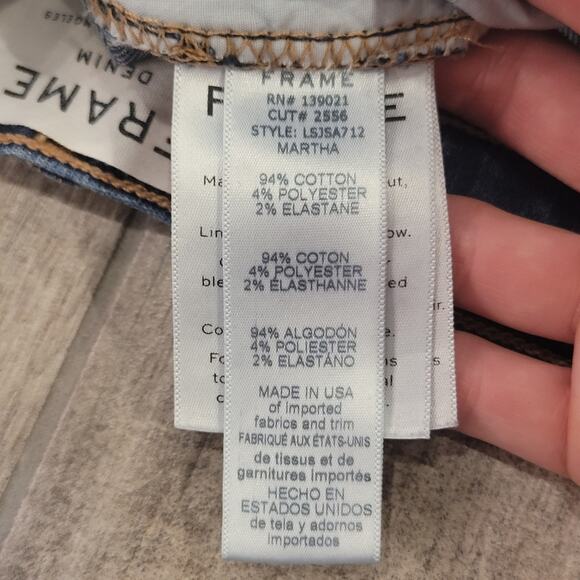 FRAME
DENIM
ANGELES
FRAME
RN# 139021
CUT# 2556
STYLE: LSJSA712
MARTHA
94% COTTON
4% POLYESTER
2% ELASTANE
94% COTON
4% POLYESTER
2% ÉLASTHANNE
94% ALGODÓN
4% POLIESTER
2% ELASTANO
MADE IN USA
of imported
fabrics and trim
FABRIQUÉ AUX ÉTATS-UNIS
de tissus et de
garnitures importés
HECHO EN
ESTADOS UNIDOS
de tela y adornos
importados